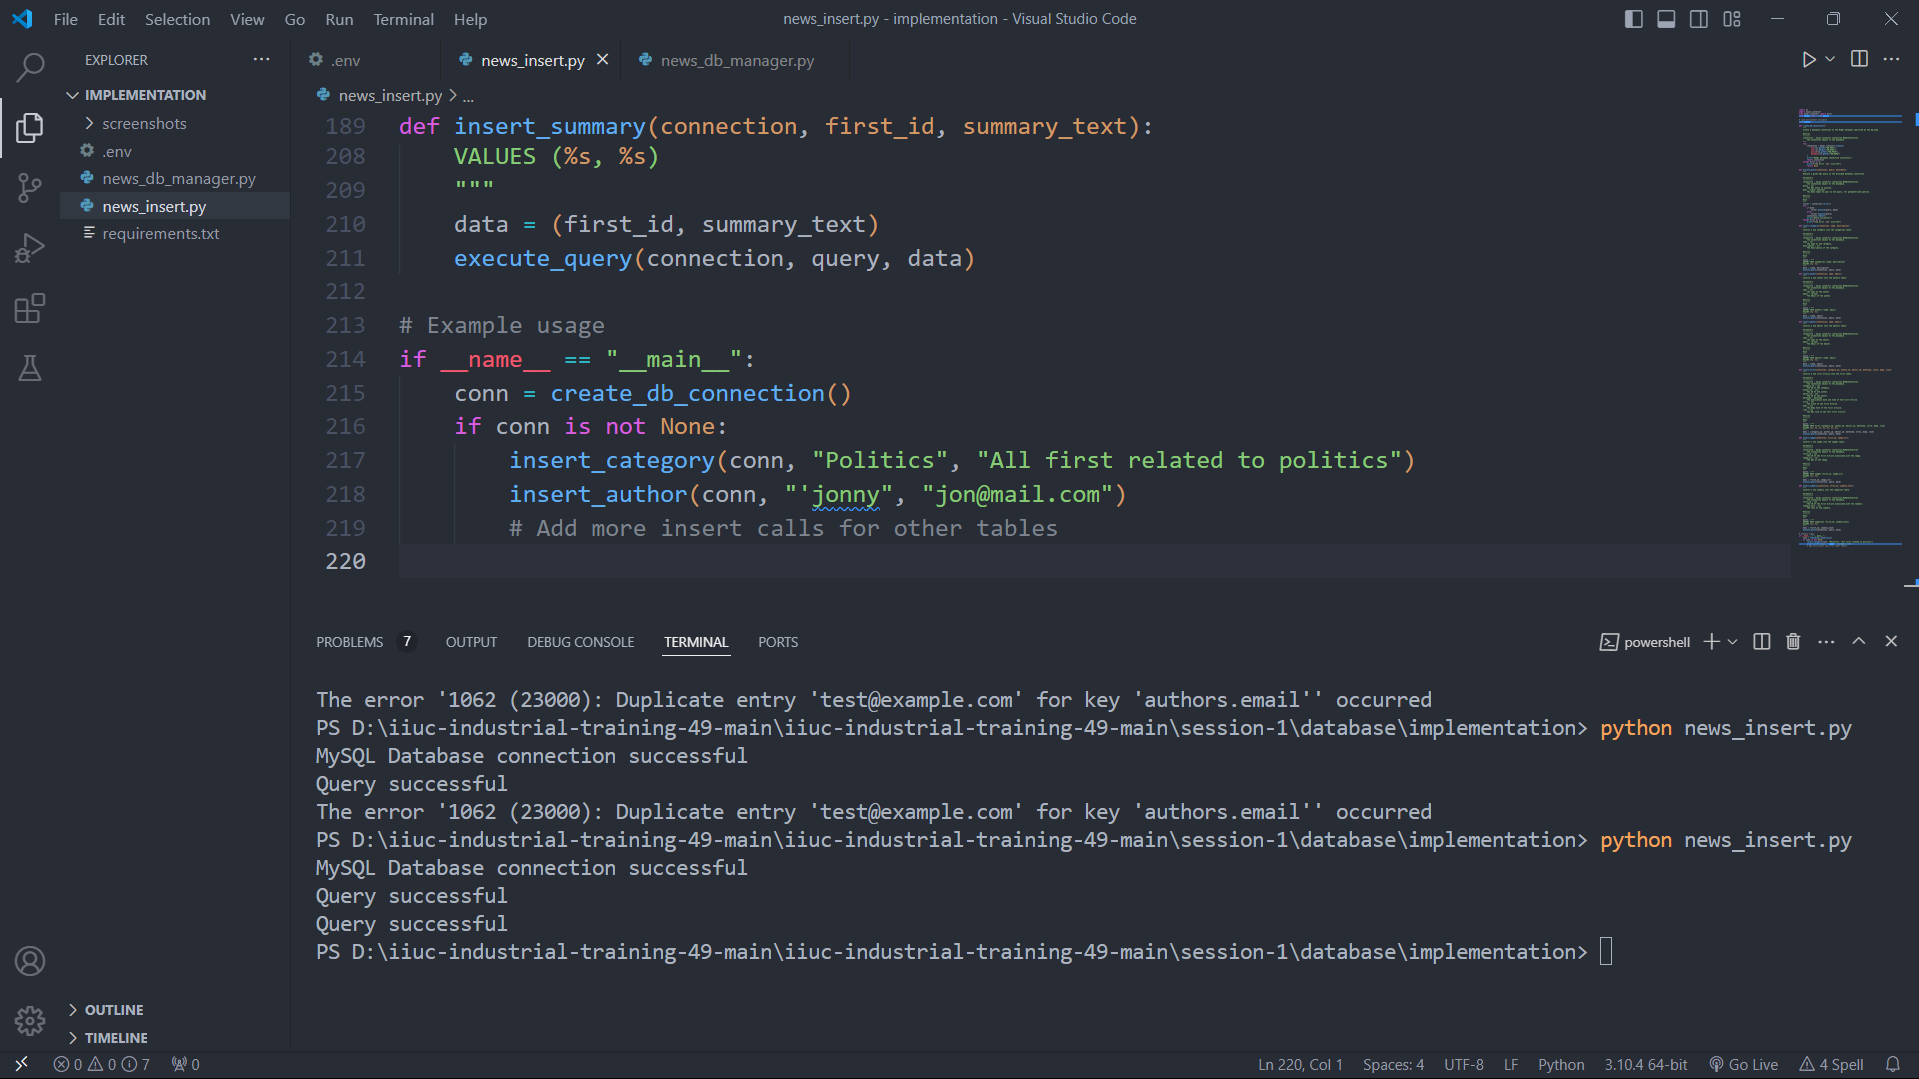 File Edit Selection View Go Run Terminal Help
news_insert.py - implementation - Visual Studio Code
EXPLORER
IMPLEMENTATION
screenshots
.env
news_db_manager.py
news_insert.py
requirements.txt
OUTLINE
TIMELINE
.env
news_insert.py
news_db_manager.py
news_insert.py > ...
189 def insert_summary(connection, first_id, summary_text):
208 VALUES (%s, %s)
209 """
210 data = (first_id, summary_text)
211 execute_query(connection, query, data)
212
213 # Example usage
214 if __name__ == "__main__":
215 conn = create_db_connection()
216 if conn is not None:
217 insert_category(conn, "Politics", "All first related to politics")
218 insert_author(conn, "'jonny", "jon@mail.com")
219 # Add more insert calls for other tables
220
PROBLEMS 7 OUTPUT DEBUG CONSOLE TERMINAL PORTS
powershell
The error '1062 (23000): Duplicate entry 'test@example.com' for key 'authors.email'' occurred
PS D:\iiuc-industrial-training-49-main\iiuc-industrial-training-49-main\session-1\database\implementation> python news_insert.py
MySQL Database connection successful
Query successful
The error '1062 (23000): Duplicate entry 'test@example.com' for key 'authors.email'' occurred
PS D:\iiuc-industrial-training-49-main\iiuc-industrial-training-49-main\session-1\database\implementation> python news_insert.py
MySQL Database connection successful
Query successful
Query successful
PS D:\iiuc-industrial-training-49-main\iiuc-industrial-training-49-main\session-1\database\implementation>
0 0 7 0
Ln 220, Col 1 Spaces: 4 UTF-8 LF Python 3.10.4 64-bit Go Live 4 Spell